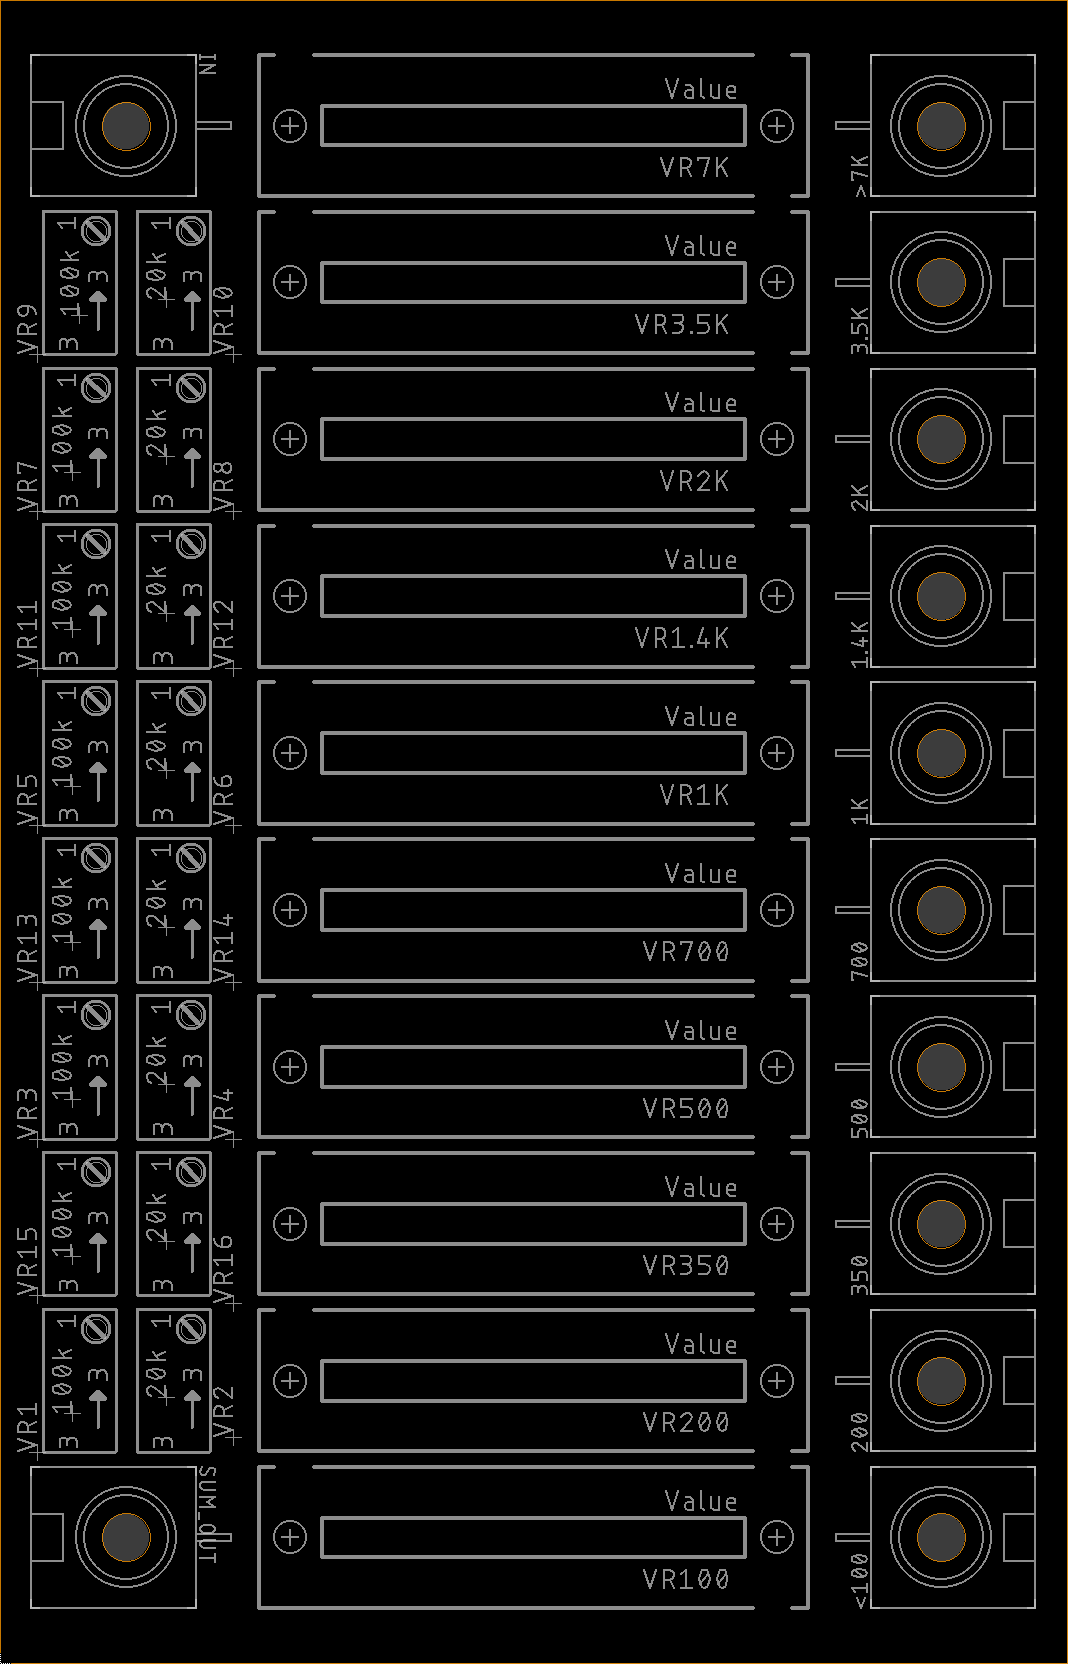 IN
Value
VR7K
>7K
VR9
3 100k 1
3
20k 1
3
3
VR10
Value
VR3.5K
3.5K
VR7
3 100k 1
3
20k 1
3
3
VR8
Value
VR2K
2K
VR11
3 100k 1
3
20k 1
3
3
VR12
Value
VR1.4K
1.4K
VR5
3 100k 1
3
20k 1
3
3
VR6
Value
VR1K
1K
VR13
3 100k 1
3
20k 1
3
3
VR14
Value
VR700
700
VR3
3 100k 1
3
20k 1
3
3
VR4
Value
VR500
500
VR15
3 100k 1
3
20k 1
3
3
VR16
Value
VR350
350
VR1
3 100k 1
3
20k 1
3
3
VR2
Value
VR200
200
SUM_OUT
Value
VR100
<100